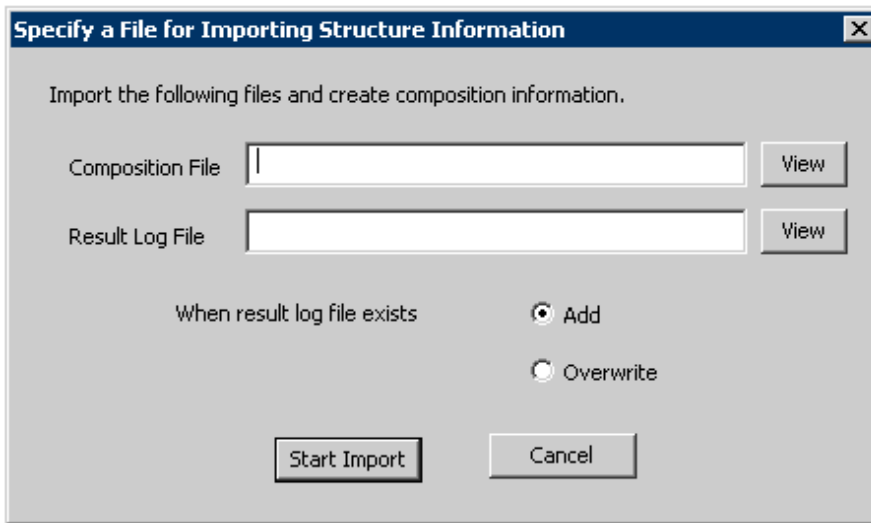 Specify a File for Importing Structure Information
Import the following files and create composition information.
Composition File View
Result Log File View
When result log file exists Add
Overwrite
Start Import Cancel